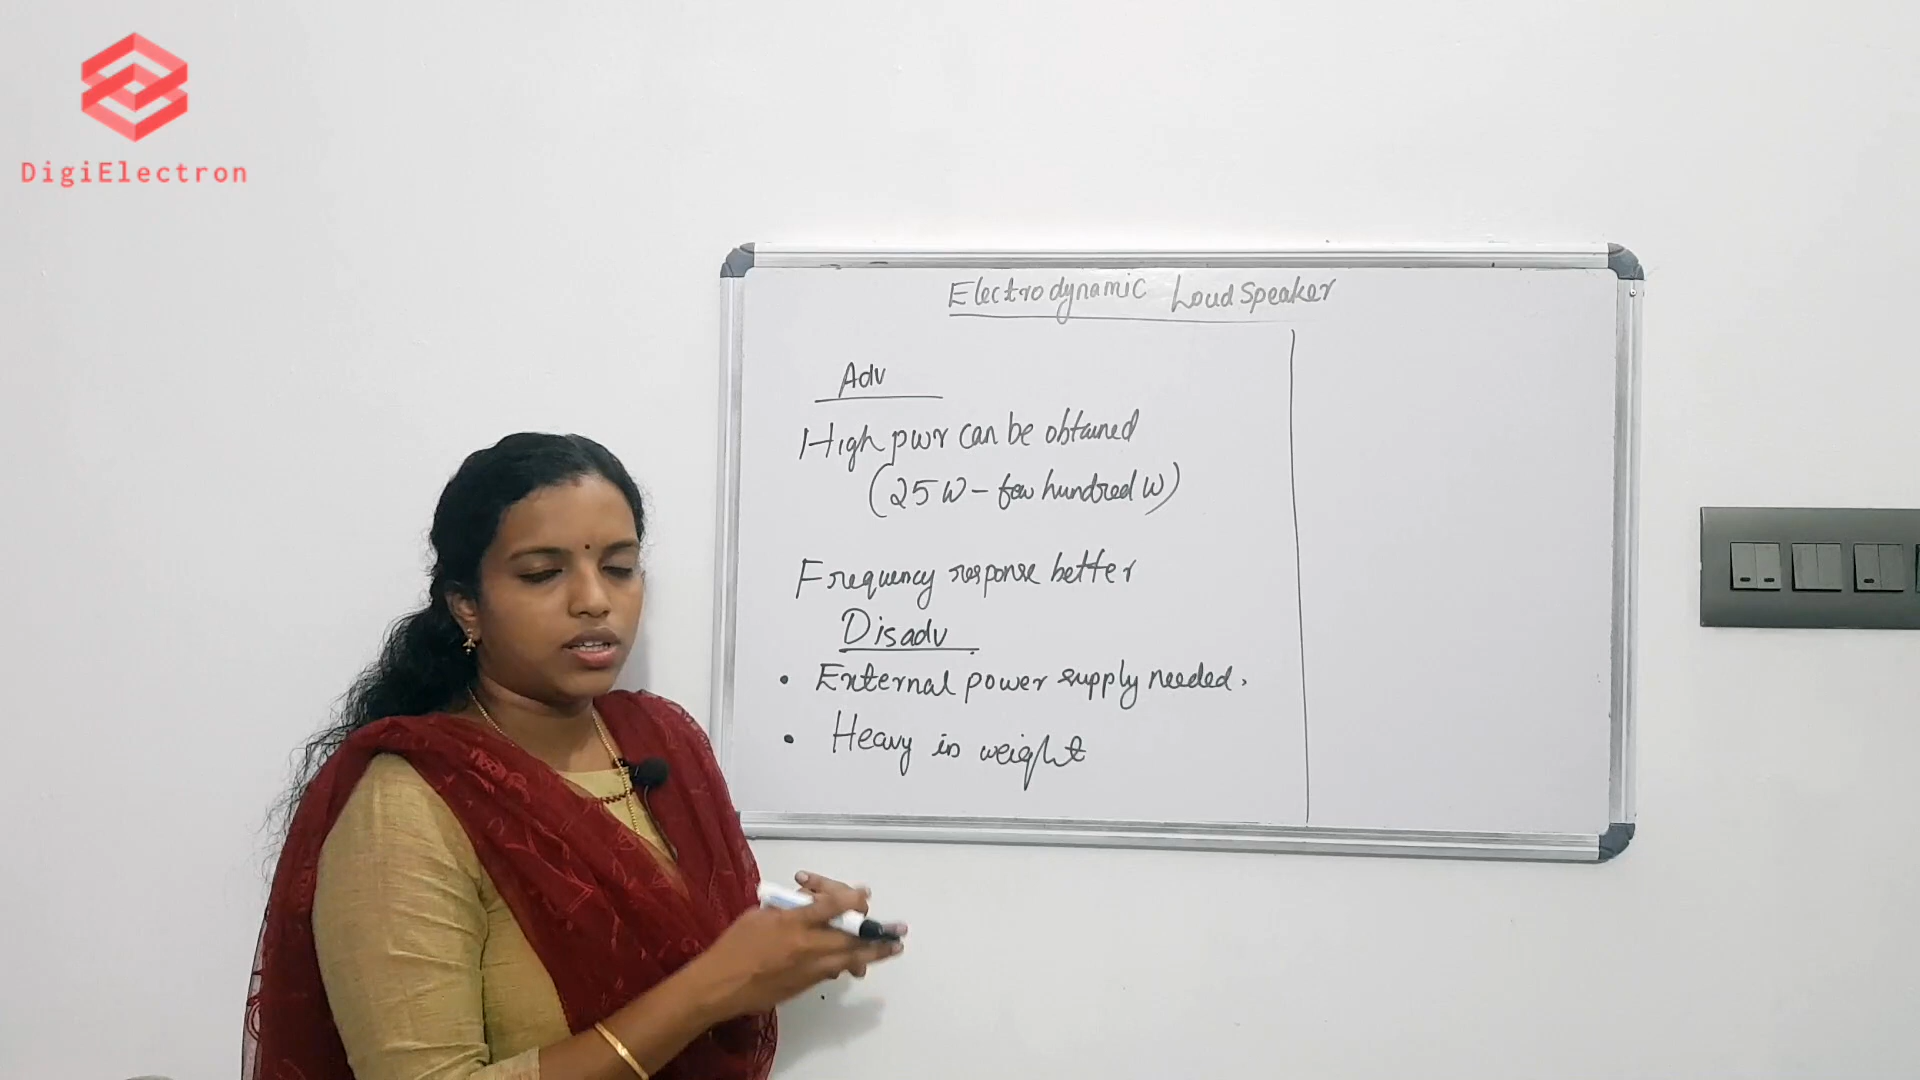 DigiElectron
Electrodynamic Loud Speaker
Adv
High pwr can be obtained
(25 W - few hundred W)
Frequency response better
Disadv
• External power supply needed.
• Heavy in weight